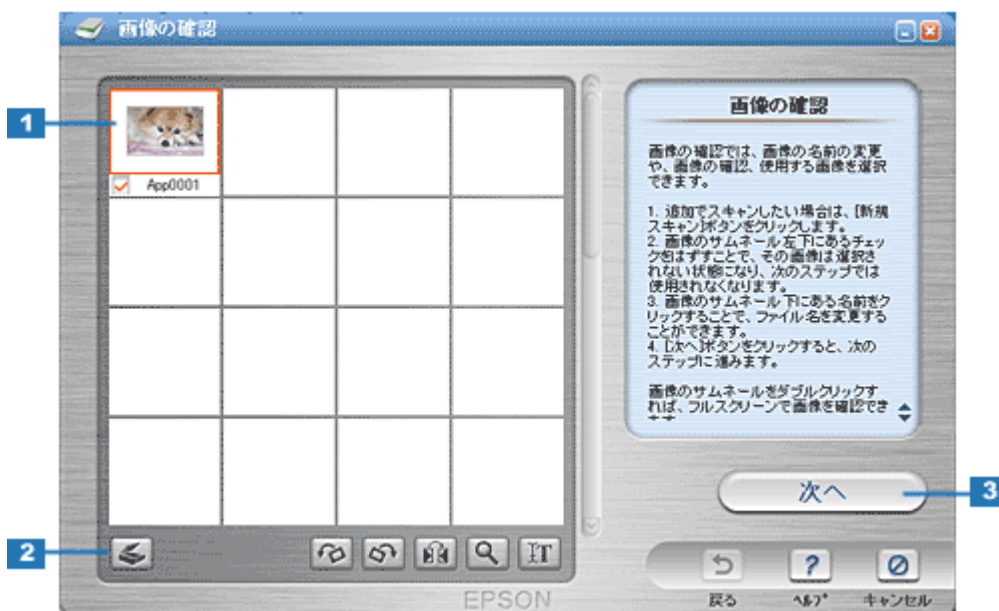 画像の確認
1
App0001
2
EPSON
画像の確認
画像の確認では、画像の名前の変更
や、画像の確認、使用する画像を選択
できます。
1. 追加でスキャンしたい場合は、[新規
スキャン]ボタンをクリックします。
2. 画像のサムネール左下にあるチェッ
クをはずすことで、その画像は選択さ
れない状態になり、次のステップでは
使用されなくなります。
3. 画像のサムネール下にある名前をク
リックすることで、ファイル名を変更する
ことができます。
4. [次へ]ボタンをクリックすると、次の
ステップに進みます。
画像のサムネールをダブルクリックす
れば、フルスクリーンで画像を確認でき
次へ
3
戻る
ヘルプ
キャンセル